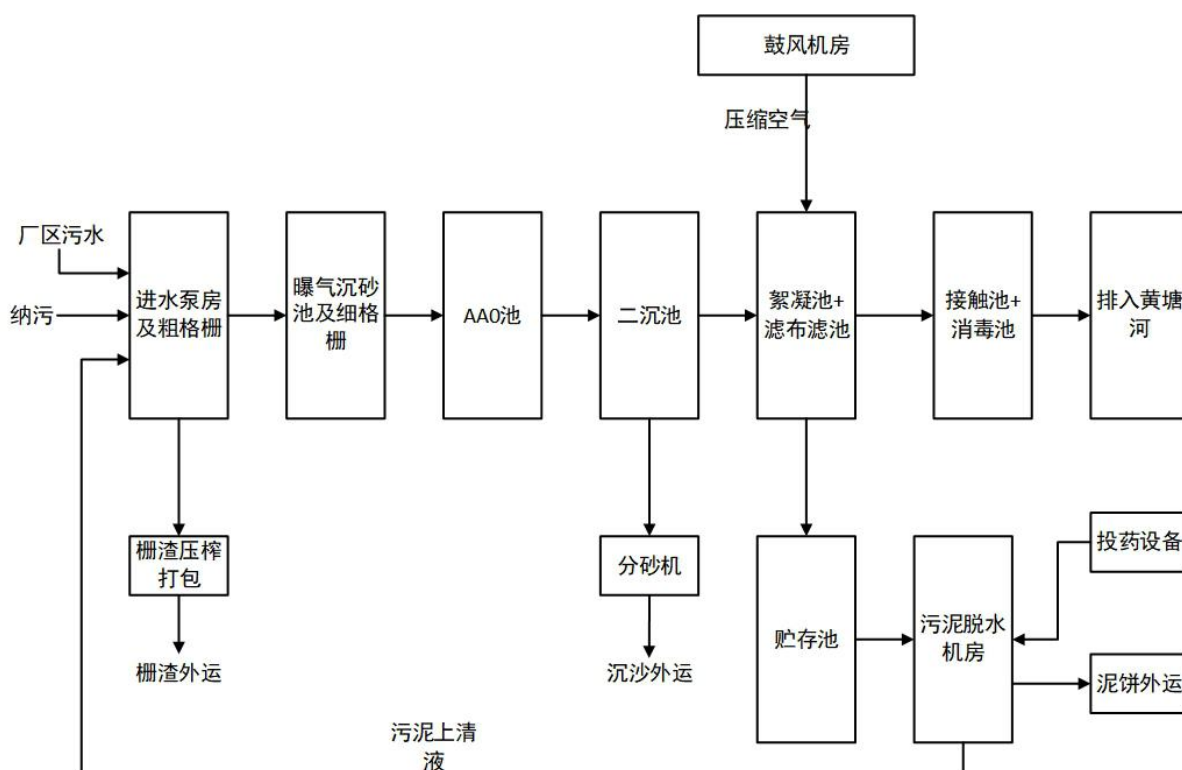 鼓风机房
压缩空气
厂区污水
纳污
进水泵房
及粗格栅
曝气沉砂
池及细格
栅
AAO池
二沉池
絮凝池+
滤布滤池
接触池+
消毒池
排入黄塘
河
栅渣压榨
打包
分砂机
贮存池
污泥脱水
机房
投药设备
栅渣外运
沉沙外运
泥饼外运
污泥上清
液